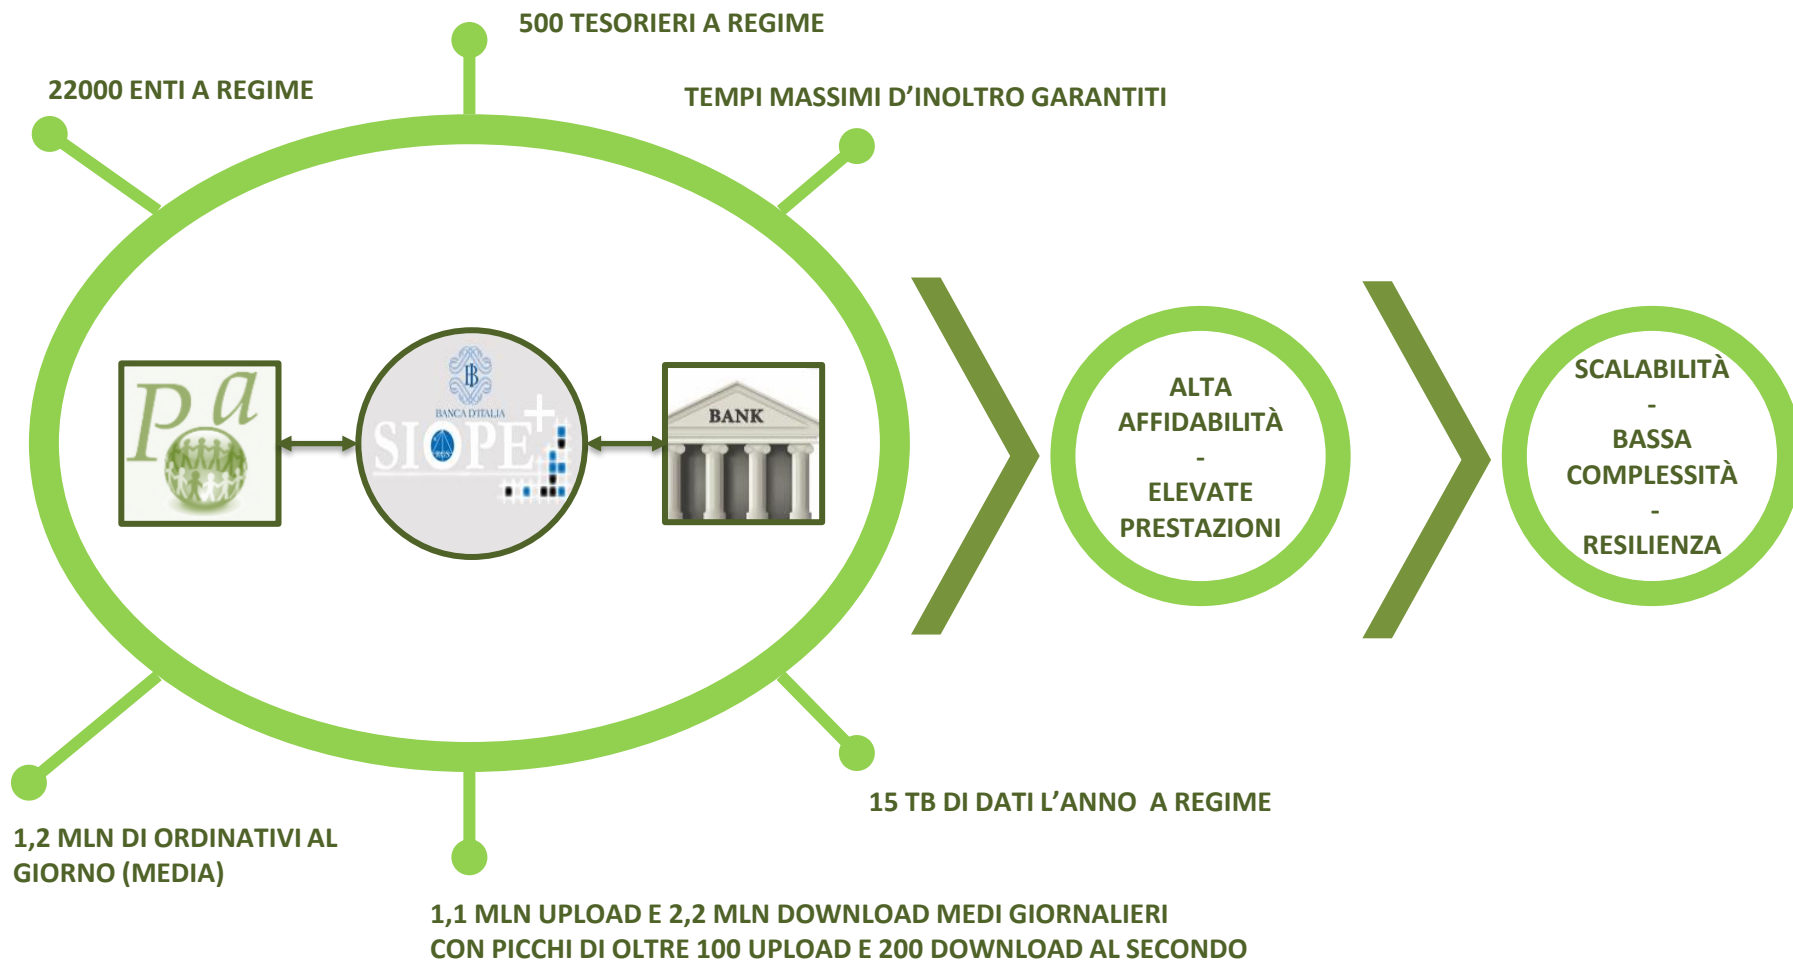 500 TESORIERI A REGIME
22000 ENTI A REGIME
TEMPI MASSIMI D’INOLTRO GARANTITI
Pa
BANCA D'ITALIA
SIOPE+
BANK
ALTA
AFFIDABILITÀ
-
ELEVATE
PRESTAZIONI
SCALABILITÀ
-
BASSA
COMPLESSITÀ
-
RESILIENZA
15 TB DI DATI L’ANNO A REGIME
1,2 MLN DI ORDINATIVI AL
GIORNO (MEDIA)
1,1 MLN UPLOAD E 2,2 MLN DOWNLOAD MEDI GIORNALIERI
CON PICCHI DI OLTRE 100 UPLOAD E 200 DOWNLOAD AL SECONDO